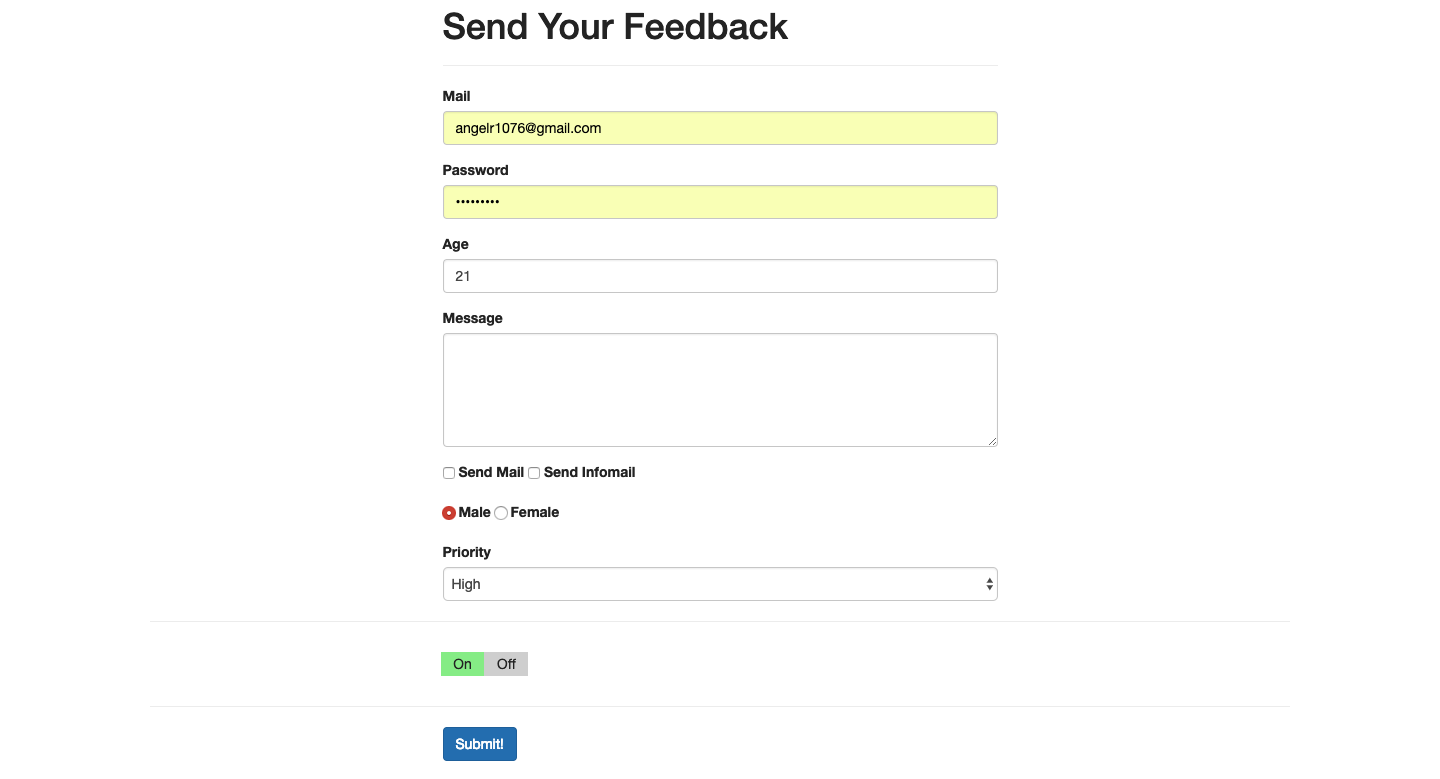 Send Your Feedback
Mail
angelr1076@gmail.com
Password
•••••••••
Age
21
Message
Send Mail Send Infomail
Male Female
Priority
High
On Off
Submit!